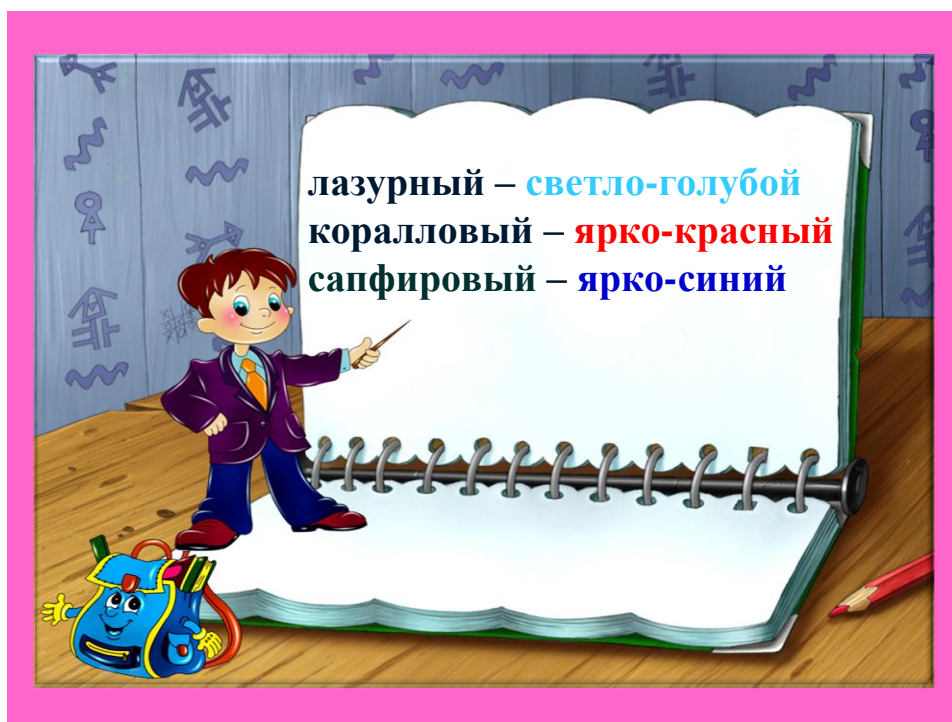 лазурный – светло-голубой
коралловый – ярко-красный
сапфировый – ярко-синий